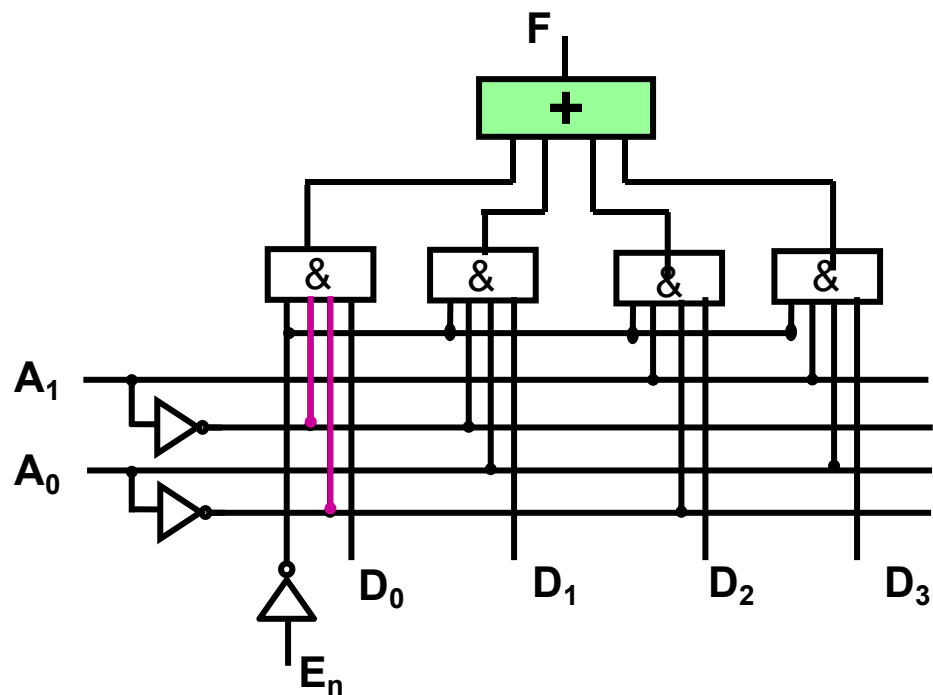 F
+
& & & &
A₁
A₀
D₀ D₁ D₂ D₃
Eₙ